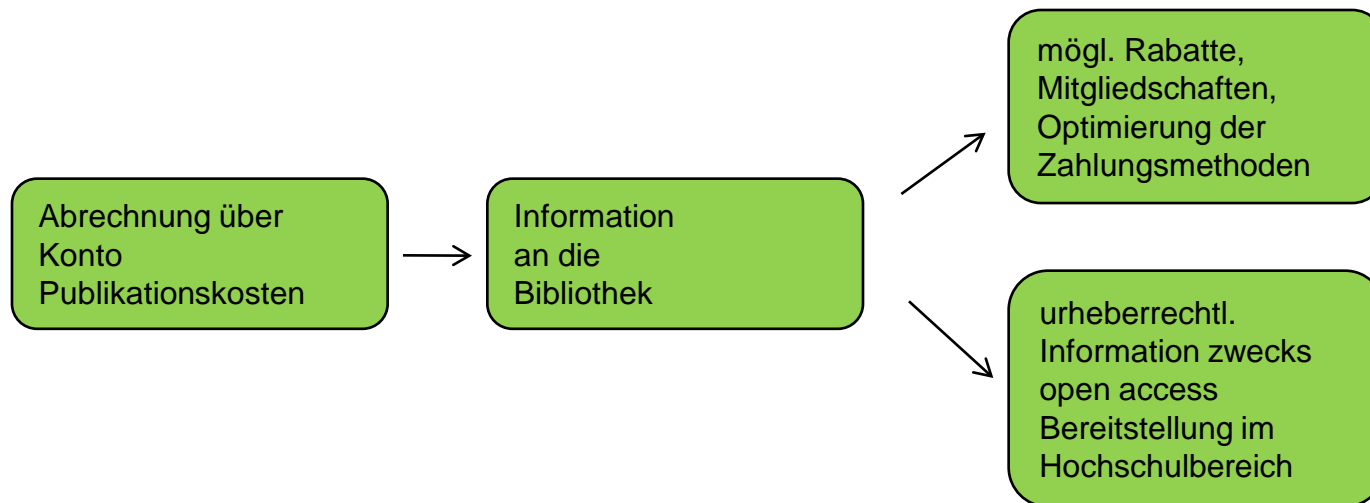 Abrechnung über
Konto
Publikationskosten
Information
an die
Bibliothek
mögl. Rabatte,
Mitgliedschaften,
Optimierung der
Zahlungsmethoden
urheberrechtl.
Information zwecks
open access
Bereitstellung im
Hochschulbereich